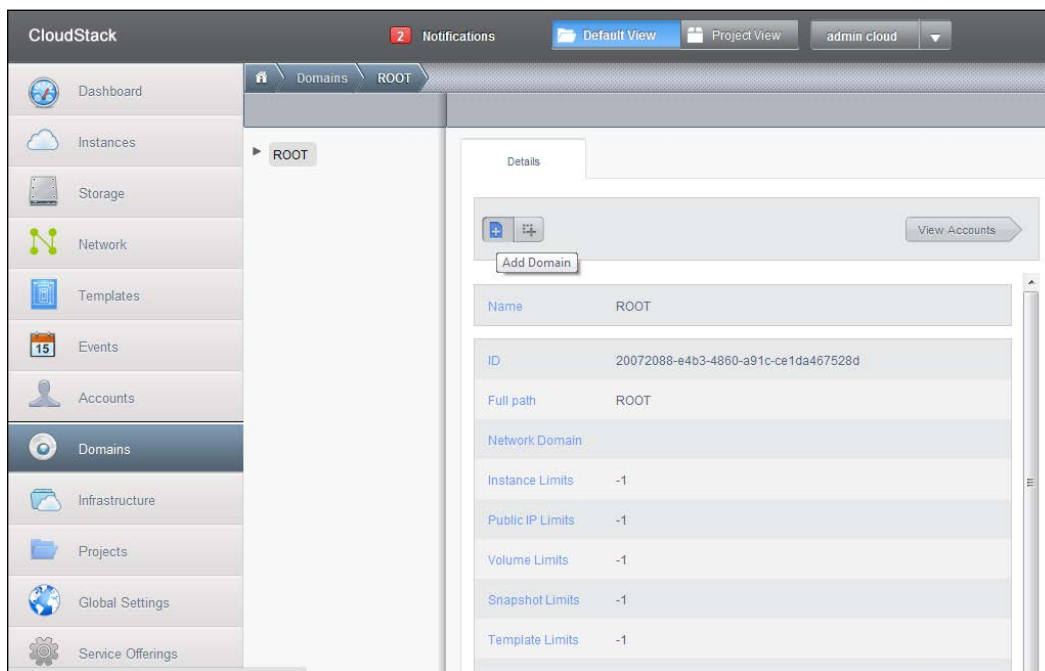 CloudStack
2 Notifications
Default View
Project View
admin cloud
Domains
ROOT
Dashboard
Instances
Storage
Network
Templates
15
Events
Accounts
Domains
Infrastructure
Projects
Global Settings
Service Offerings
ROOT
Details
View Accounts
Add Domain
Name ROOT
ID 20072088-e4b3-4860-a91c-ce1da467528d
Full path ROOT
Network Domain
Instance Limits -1
Public IP Limits -1
Volume Limits -1
Snapshot Limits -1
Template Limits -1